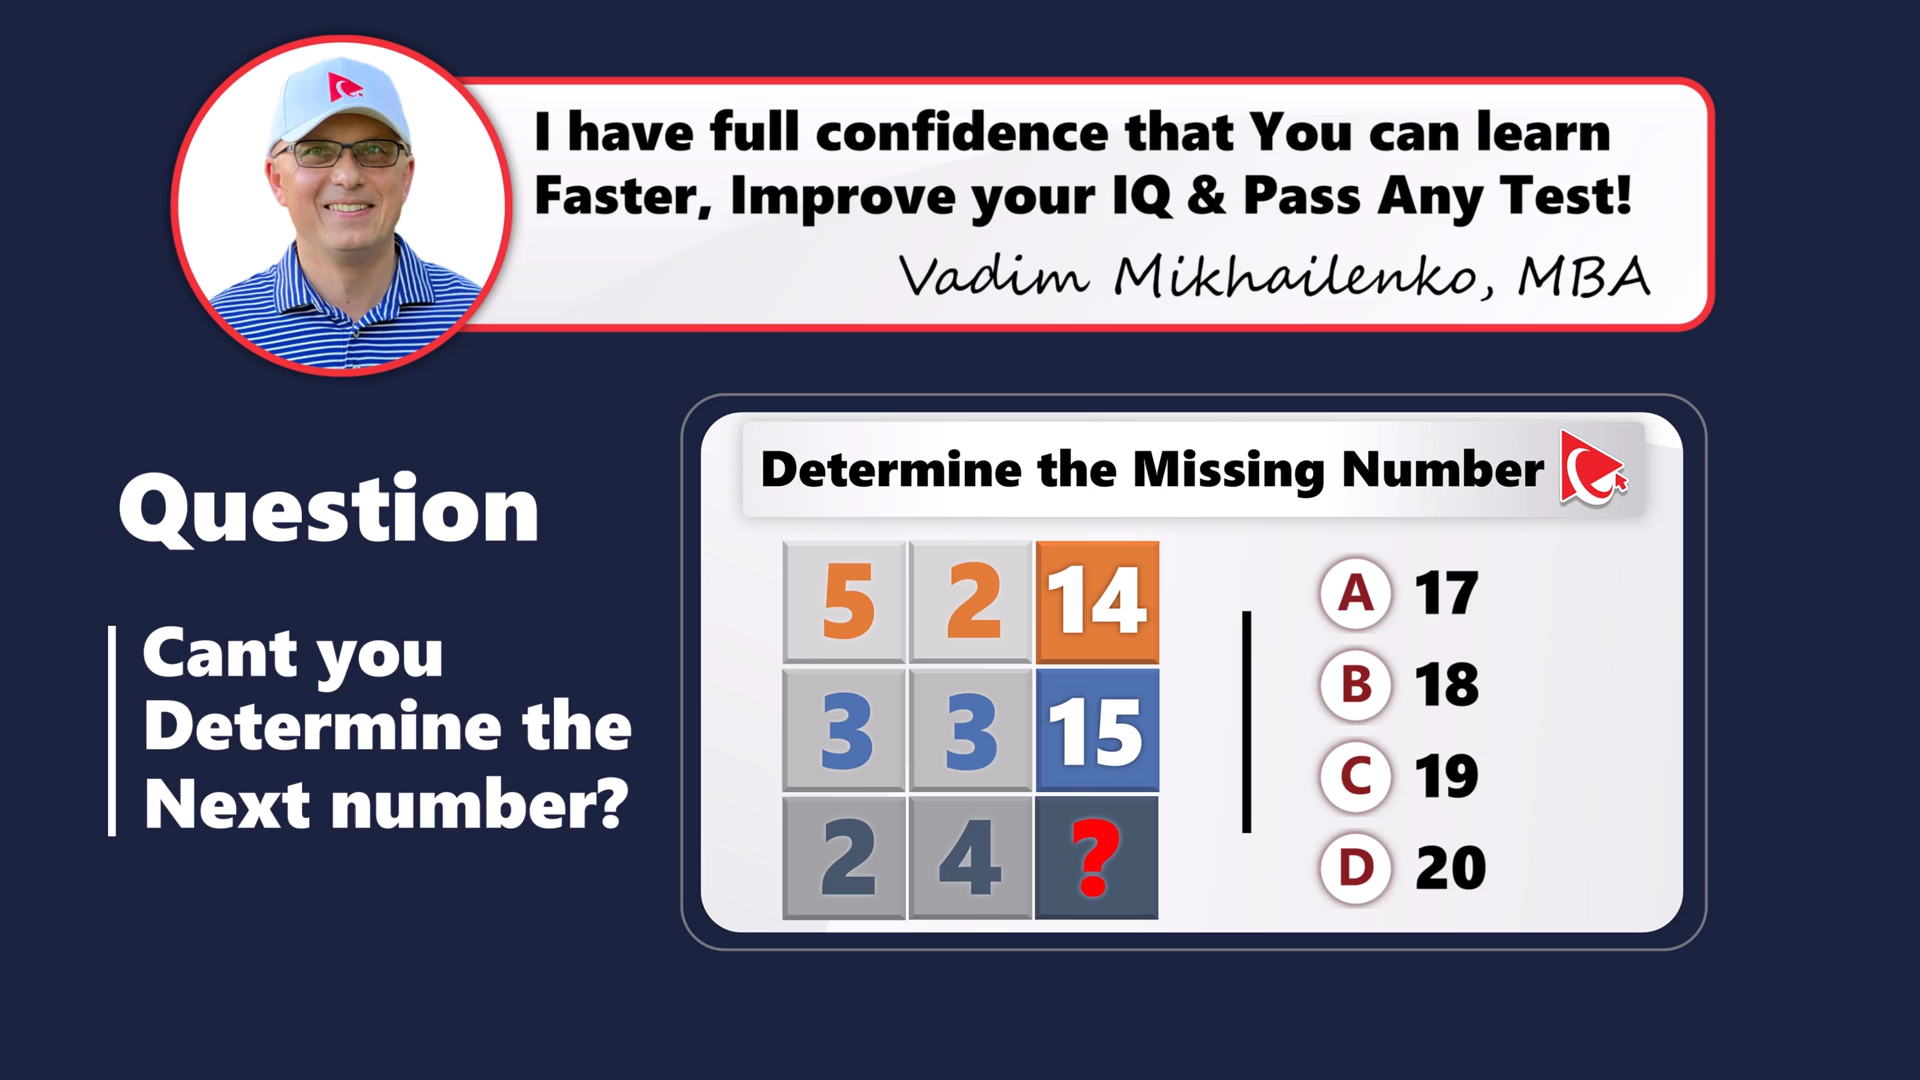 I have full confidence that You can learn
Faster, Improve your IQ & Pass Any Test!
Vadim Mikhailenko, MBA
Question
Cant you
Determine the
Next number?
Determine the Missing Number
5 2 14
3 3 15
2 4 ?
A 17
B 18
C 19
D 20